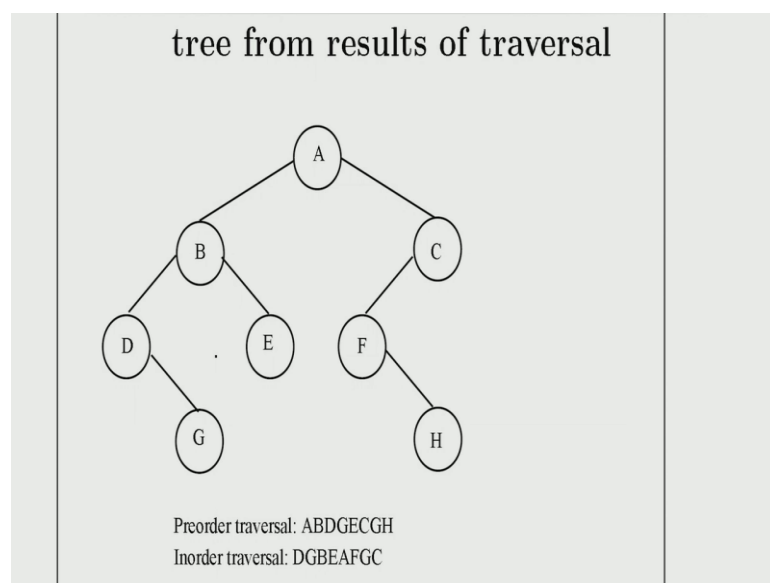 tree from results of traversal
A
B
C
D
E
F
G
H
Preorder traversal: ABDGECGH
Inorder traversal: DGBEAFGC